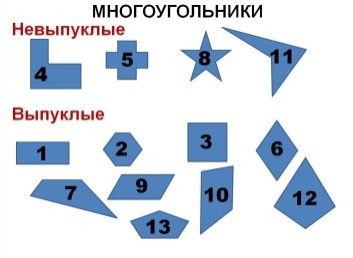 МНОГОУГОЛЬНИКИ
Невыпуклые
4 5 8 11
Выпуклые
1 2 3 6
7 9 10 12
13